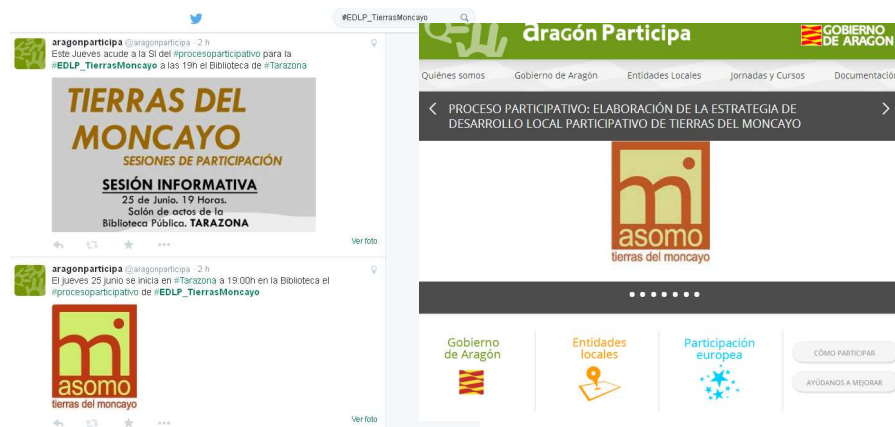 #EDLP_TierrasMoncayo
aragonparticipa @aragonparticipa · 2 h
Este Jueves acude a la SI del #procesoparticipativo para la
#EDLP_TierrasMoncayo a las 19h el Biblioteca de #Tarazona
TIERRAS DEL
MONCAYO
SESIONES DE PARTICIPACIÓN
SESIÓN INFORMATIVA
25 de Junio. 19 Horas.
Salón de actos de la
Biblioteca Pública. TARAZONA
Ver foto
aragonparticipa @aragonparticipa · 2 h
El jueves 25 junio se inicia en #Tarazona a 19:00h en la Biblioteca el
#procesoparticipativo de #EDLP_TierrasMoncayo
m
asomo
tierras del moncayo
Ver foto
aragón Participa
GOBIERNO
DE ARAGON
Quiénes somos Gobierno de Aragón Entidades Locales Jornadas y Cursos Documentación
PROCESO PARTICIPATIVO: ELABORACIÓN DE LA ESTRATEGIA DE
DESARROLLO LOCAL PARTICIPATIVO DE TIERRAS DEL MONCAYO
m
asomo
tierras del moncayo
Gobierno
de Aragón
Entidades
locales
Participación
europea
CÓMO PARTICIPAR
AYÚDANOS A MEJORAR